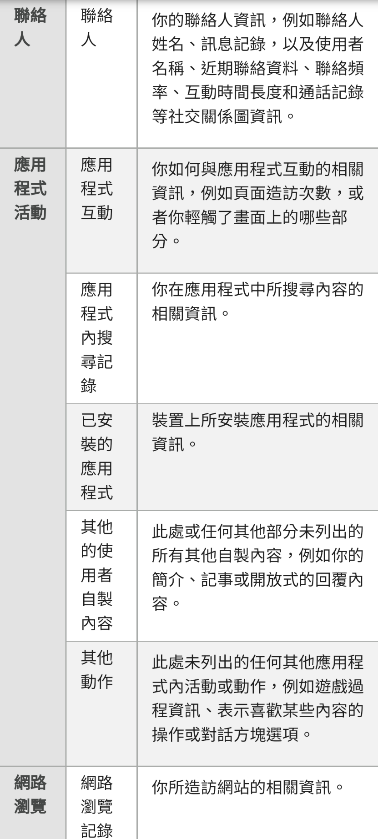 聯絡人
聯絡人
你的聯絡人資訊，例如聯絡人
姓名、訊息記錄，以及使用者
名稱、近期聯絡資料、聯絡頻
率、互動時間長度和通話記錄
等社交關係圖資訊。
應用
程式
活動
應用
程式
互動
你如何與應用程式互動的相關
資訊，例如頁面造訪次數，或
者你輕觸了畫面上的哪些部
分。
應用
程式
內搜
尋記
錄
你在應用程式中所搜尋內容的
相關資訊。
已安
裝的
應用
程式
裝置上所安裝應用程式的相關
資訊。
其他
的使
用者
自製
內容
此處或任何其他部分未列出的
所有其他自製內容，例如你的
簡介、記事或開放式的回覆內
容。
其他
動作
此處未列出的任何其他應用程
式內活動或動作，例如遊戲過
程資訊、表示喜歡某些內容的
操作或對話方塊選項。
網路
瀏覽
網路
瀏覽
記錄
你所造訪網站的相關資訊。